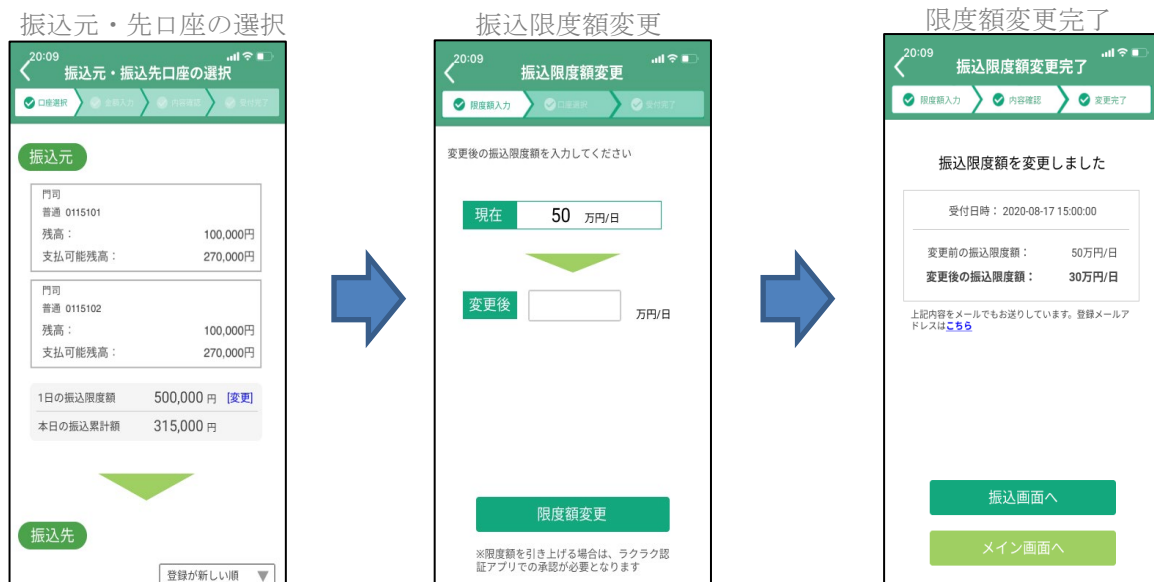 振込元・先口座の選択
20:09
振込元・振込先口座の選択
口座選択 金額入力 内容確認 受付完了
振込元
門司
普通 0115101
残高： 100,000円
支払可能残高： 270,000円
門司
普通 0115102
残高： 100,000円
支払可能残高： 270,000円
1日の振込限度額 500,000 円 [変更]
本日の振込累計額 315,000 円
振込先
登録が新しい順 ▼
振込限度額変更
20:09
振込限度額変更
限度額入力 口座選択 受付完了
変更後の振込限度額を入力してください
現在 50 万円/日
変更後 万円/日
限度額変更
※限度額を引き上げる場合は、ラクラク認
証アプリでの承認が必要となります
限度額変更完了
20:09
振込限度額変更完了
限度額入力 内容確認 変更完了
振込限度額を変更しました
受付日時： 2020-08-17 15:00:00
変更前の振込限度額： 50万円/日
変更後の振込限度額： 30万円/日
上記内容をメールでもお送りしています。登録メールア
ドレスはこちら
振込画面へ
メイン画面へ